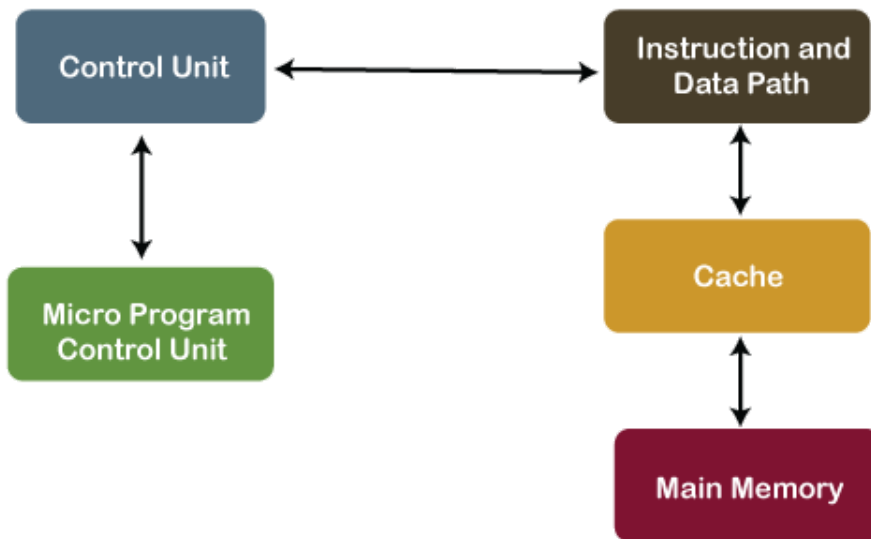 Control Unit
Instruction and
Data Path
Cache
Micro Program
Control Unit
Main Memory